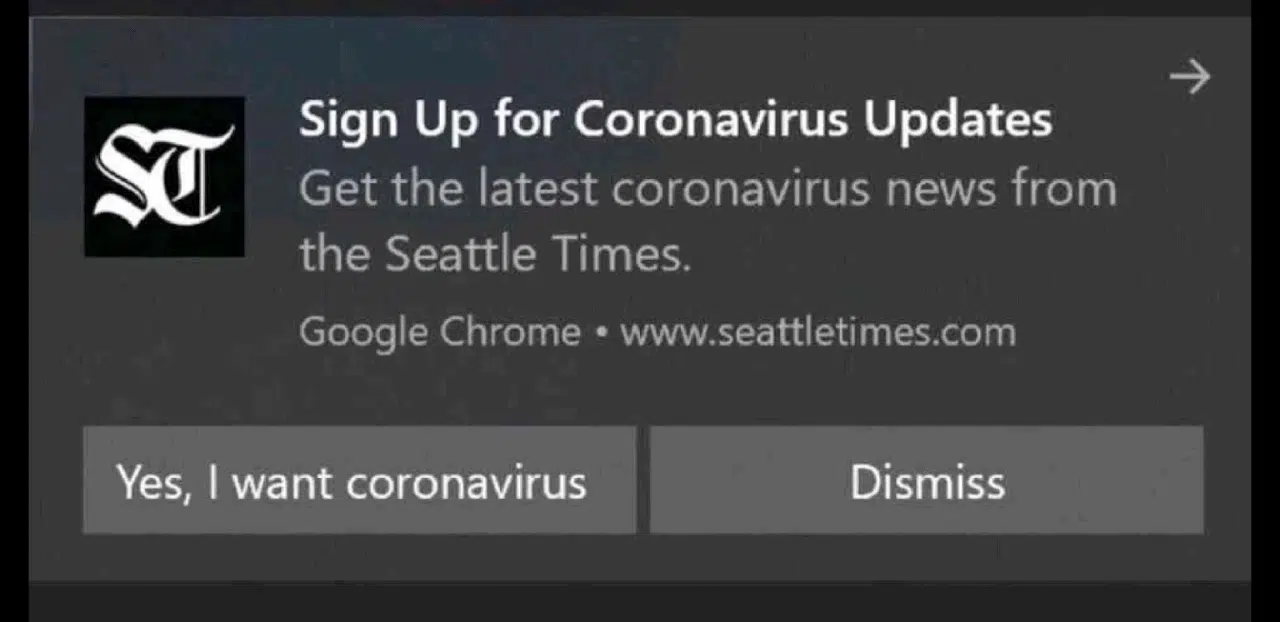 ST
Sign Up for Coronavirus Updates
Get the latest coronavirus news from
the Seattle Times.
Google Chrome • www.seattletimes.com
Yes, I want coronavirus
Dismiss